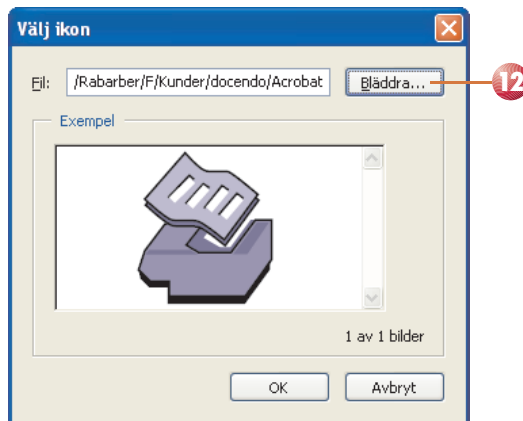 Välj ikon
Fil: /Rabarber/F/Kunder/docendo/Acrobat Bläddra... 12
Exempel
1 av 1 bilder
OK Avbryt